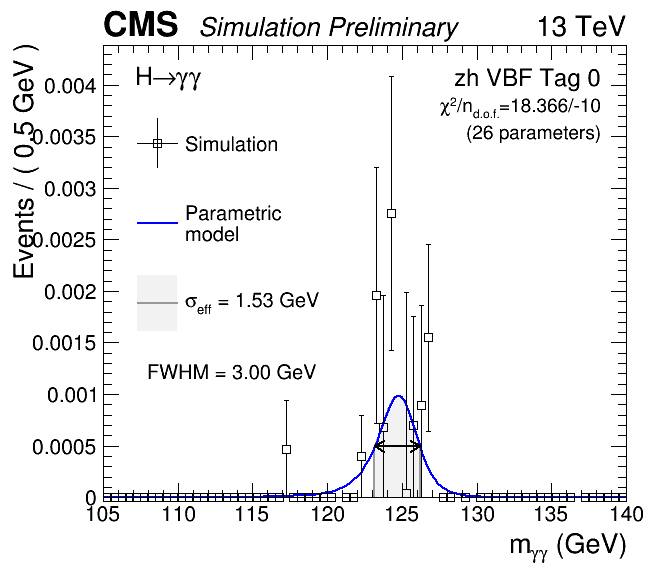 CMS Simulation Preliminary 13 TeV
H→γγ
zh VBF Tag 0
χ²/n_d.o.f.=18.366/-10
(26 parameters)
Simulation
Parametric
model
σ_eff = 1.53 GeV
FWHM = 3.00 GeV
Events / ( 0.5 GeV )
0.004
0.0035
0.003
0.0025
0.002
0.0015
0.001
0.0005
0
105 110 115 120 125 130 135 140
m_γγ (GeV)